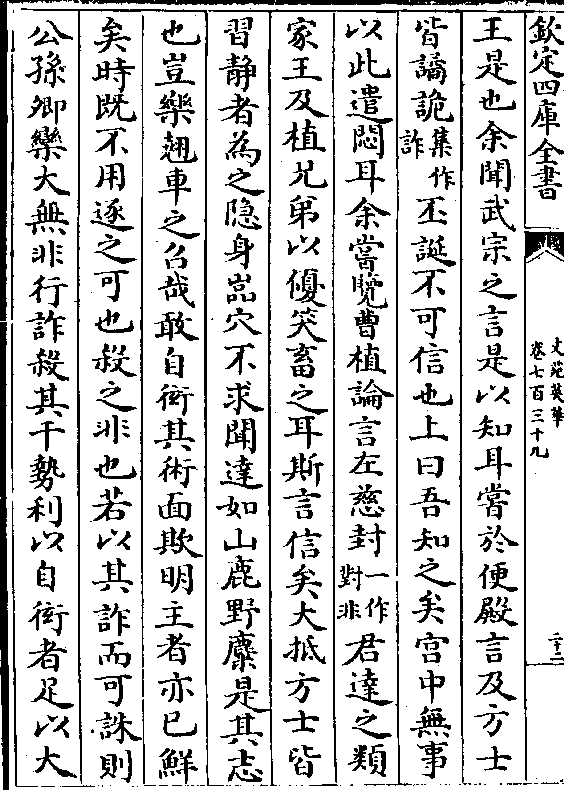 欽定四庫全書
文苑英華
卷七百三十九
二十二
王是也余聞武宗之言是以知耳嘗於便殿言及方士
皆譎詭集作詐丕誕不可信也上曰吾知之矣宫中無事
以此遣悶耳余嘗覽曹植論言左慈封一作對非君達之類
家王及植兄弟以優笑畜之耳斯言信矣大抵方士皆
習静者為之隐身嵓穴不求聞達如山鹿野麋是其志
也豈樂翹車之召哉敢自衒其術面欺明主者亦已鮮
矣時既不用逐之可也殺之非也若以其詐而可誅則
公孫卿欒大無非行詐殺其干勢利以自衒者足以大